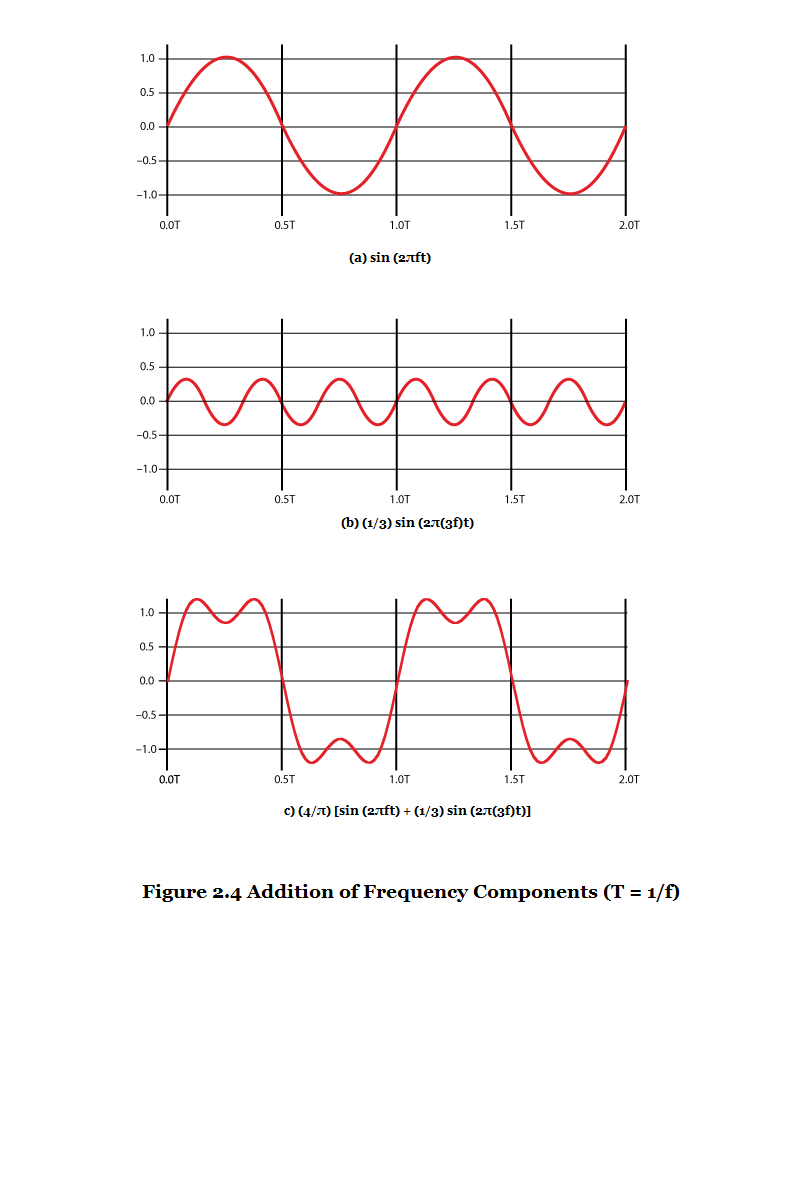 1.0
0.5
0.0
–0.5
–1.0
0.0T 0.5T 1.0T 1.5T 2.0T
(a) sin (2πft)
1.0
0.5
0.0
–0.5
–1.0
0.0T 0.5T 1.0T 1.5T 2.0T
(b) (1/3) sin (2π(3f)t)
1.0
0.5
0.0
–0.5
–1.0
0.0T 0.5T 1.0T 1.5T 2.0T
c) (4/π) [sin (2πft) + (1/3) sin (2π(3f)t)]
Figure 2.4 Addition of Frequency Components (T = 1/f)